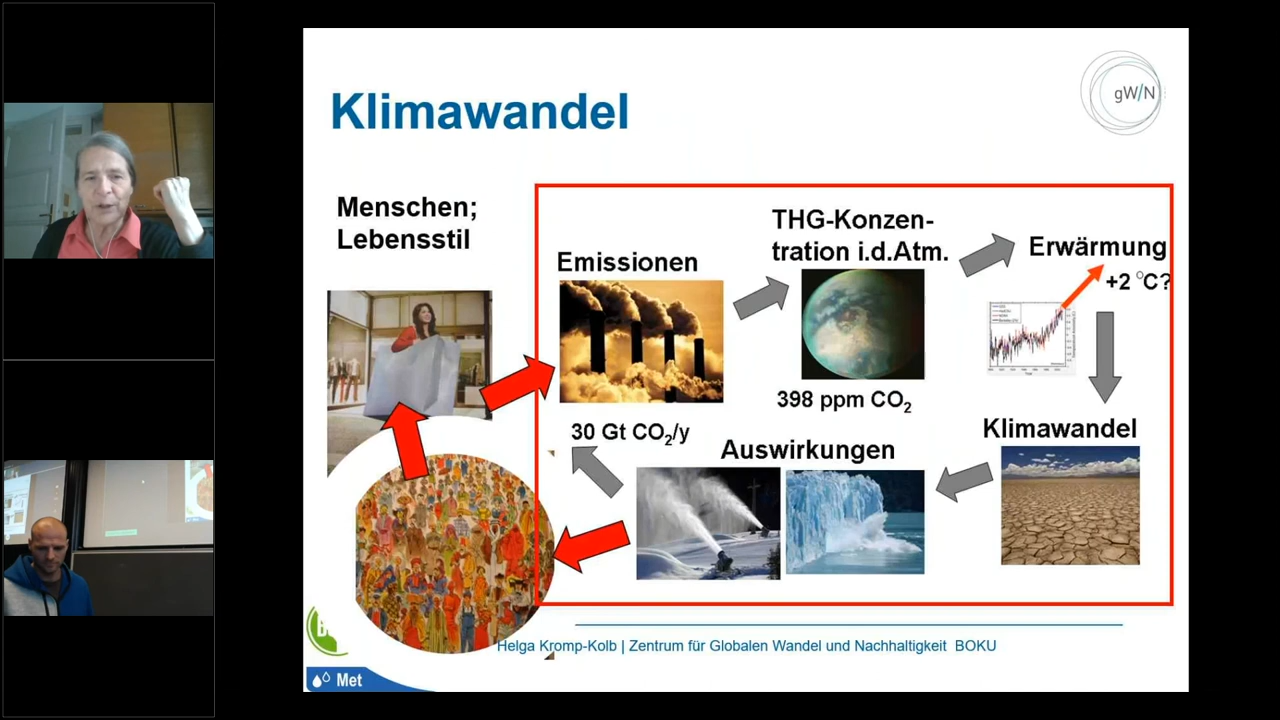 Klimawandel
gW/N
Menschen;
Lebensstil
Emissionen
THG-Konzen-
tration i.d.Atm.
Erwärmung
+2 °C?
398 ppm CO₂
30 Gt CO₂/y
Auswirkungen
Klimawandel
Helga Kromp-Kolb | Zentrum für Globalen Wandel und Nachhaltigkeit BOKU
Met